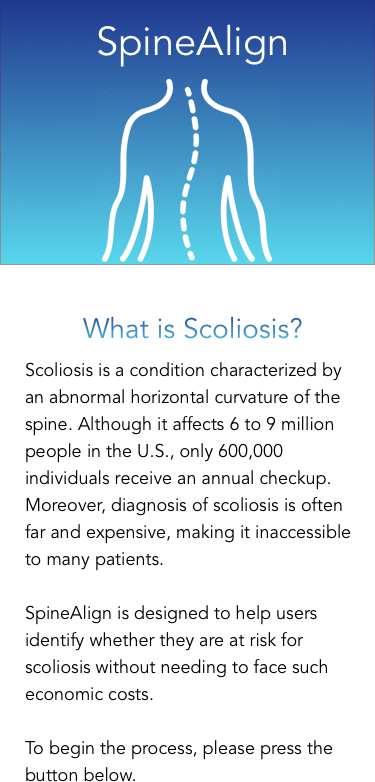 SpineAlign
What is Scoliosis?
Scoliosis is a condition characterized by
an abnormal horizontal curvature of the
spine. Although it affects 6 to 9 million
people in the U.S., only 600,000
individuals receive an annual checkup.
Moreover, diagnosis of scoliosis is often
far and expensive, making it inaccessible
to many patients.
SpineAlign is designed to help users
identify whether they are at risk for
scoliosis without needing to face such
economic costs.
To begin the process, please press the
button below.